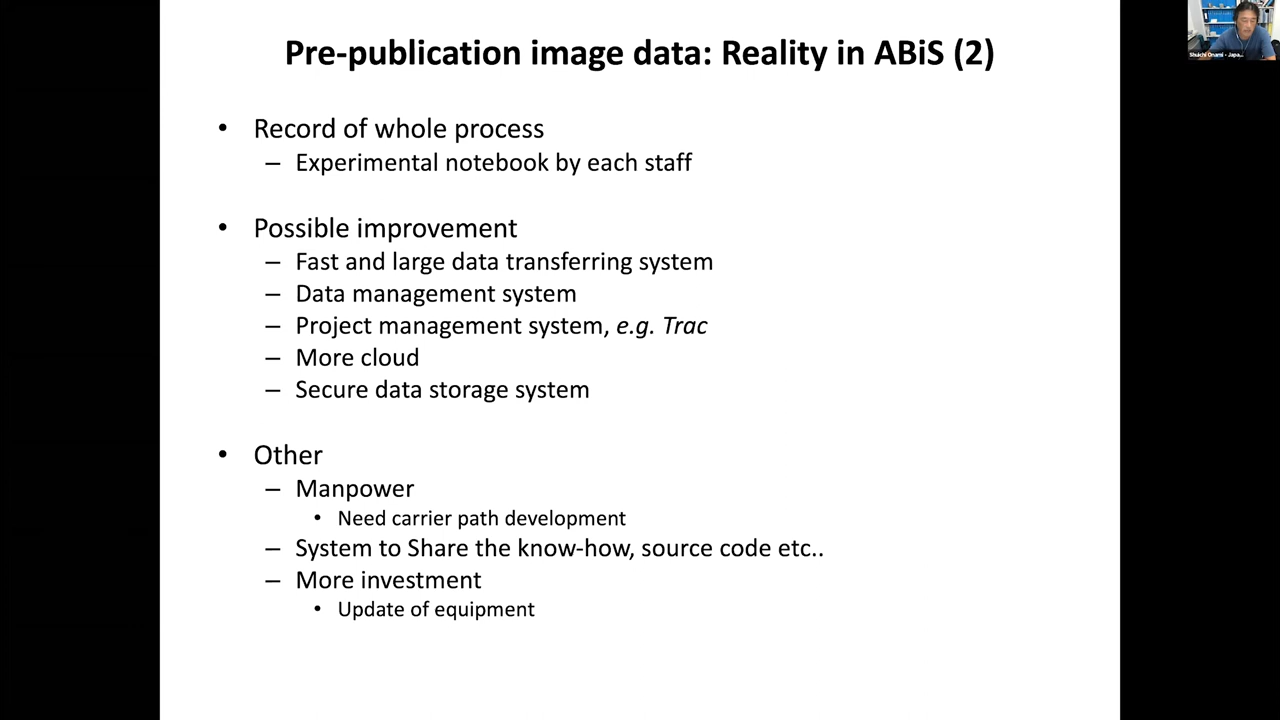 Pre-publication image data: Reality in ABiS (2)
Shuichi Onami - Japa...
• Record of whole process
– Experimental notebook by each staff
• Possible improvement
– Fast and large data transferring system
– Data management system
– Project management system, e.g. Trac
– More cloud
– Secure data storage system
• Other
– Manpower
• Need carrier path development
– System to Share the know-how, source code etc..
– More investment
• Update of equipment